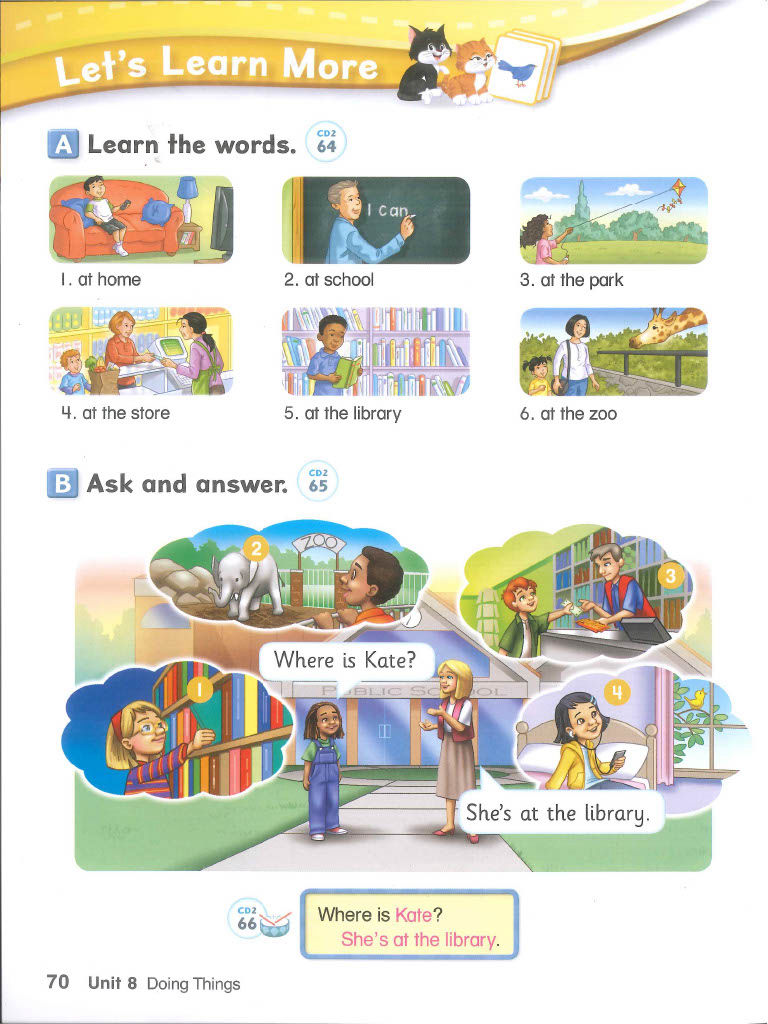 Let's Learn More
A Learn the words. CD2 64
I can
1. at home
2. at school
3. at the park
4. at the store
5. at the library
6. at the zoo
B Ask and answer. CD2 65
2
ZOO
3
Where is Kate?
1
PUBLIC SCHOOL
4
She's at the library.
CD2 66
Where is Kate?
She's at the library.
70 Unit 8 Doing Things